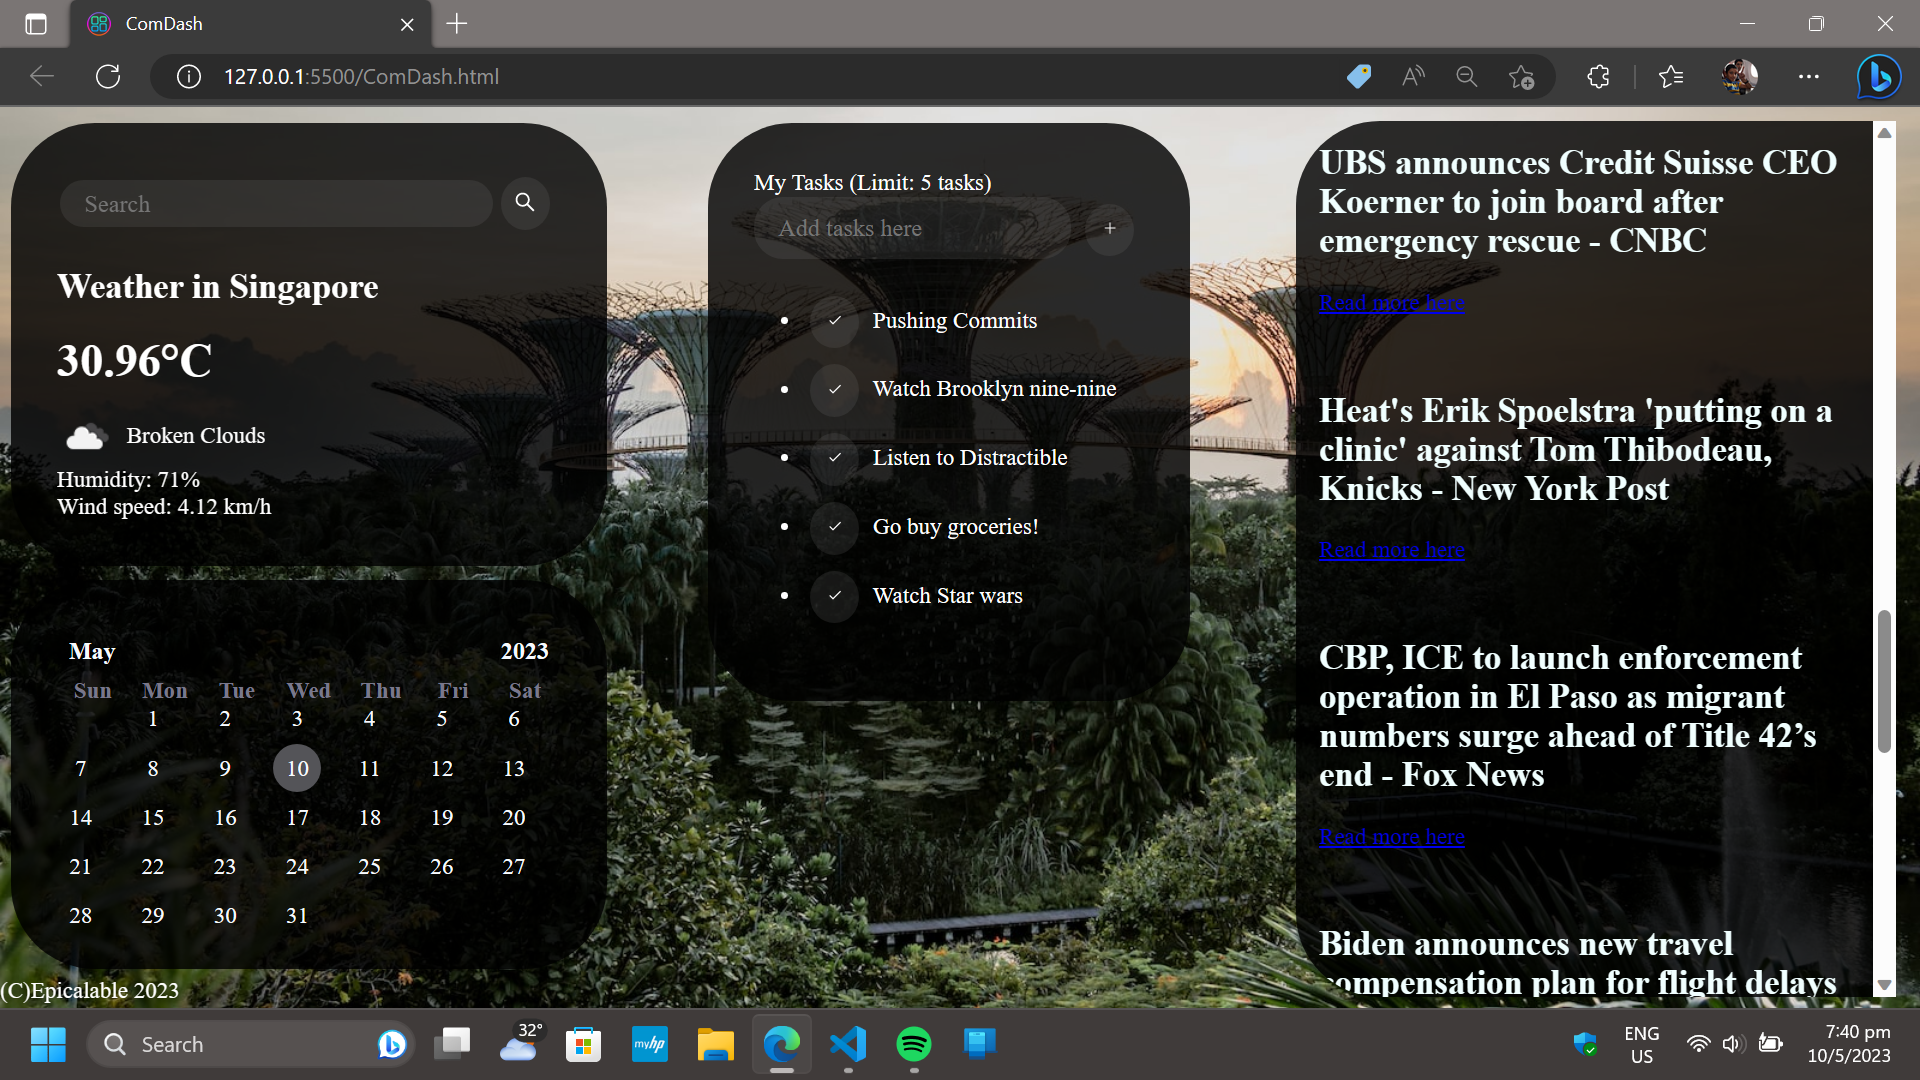 ComDash
127.0.0.1:5500/ComDash.html
Search
Weather in Singapore
30.96°C
Broken Clouds
Humidity: 71%
Wind speed: 4.12 km/h
May 2023
Sun Mon Tue Wed Thu Fri Sat
1 2 3 4 5 6
7 8 9 10 11 12 13
14 15 16 17 18 19 20
21 22 23 24 25 26 27
28 29 30 31
(C)Epicalable 2023
My Tasks (Limit: 5 tasks)
Add tasks here
+
Pushing Commits
Watch Brooklyn nine-nine
Listen to Distractible
Go buy groceries!
Watch Star wars
UBS announces Credit Suisse CEO
Koerner to join board after
emergency rescue - CNBC
Read more here
Heat's Erik Spoelstra 'putting on a
clinic' against Tom Thibodeau,
Knicks - New York Post
Read more here
CBP, ICE to launch enforcement
operation in El Paso as migrant
numbers surge ahead of Title 42’s
end - Fox News
Read more here
Biden announces new travel
compensation plan for flight delays
Search
32°
myhp
ENG
US
7:40 pm
10/5/2023